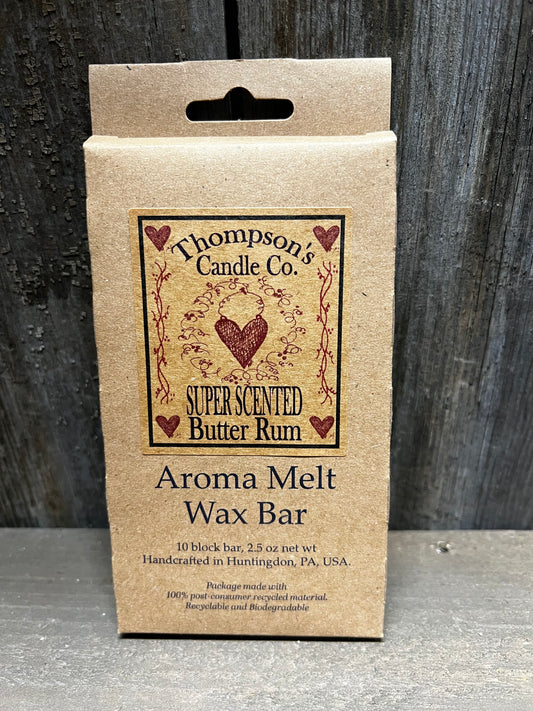 Thompson's
Candle Co.
SUPER SCENTED
Butter Rum
Aroma Melt
Wax Bar
10 block bar, 2.5 oz net wt
Handcrafted in Huntingdon, PA, USA.
Package made with
100% post-consumer recycled material.
Recyclable and Biodegradable